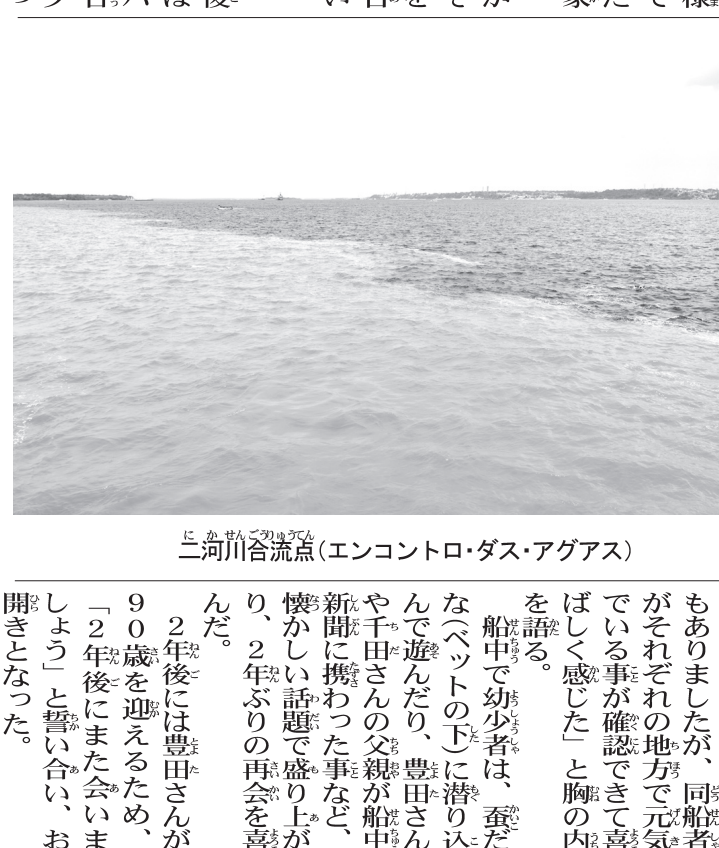 二河川合流点(エンコントロ・ダス・アグアス)
もありましたが、同船者
がそれぞれの地方で元気
でいる事が確認できて喜
ばしく感じた」と胸の内
を語る。
船中で幼少者は、蚕だ
な(ベットの下)に潜り込
んで遊んだり、豊田さん
や千田さんの父親が船中
新聞に携わった事など、
懐かしい話題で盛り上が
り、2年ぶりの再会を喜
んだ。
2年後には豊田さんが
90歳を迎えるため、
「2年後にまた会いま
しょう」と誓い合い、お
開きとなった。